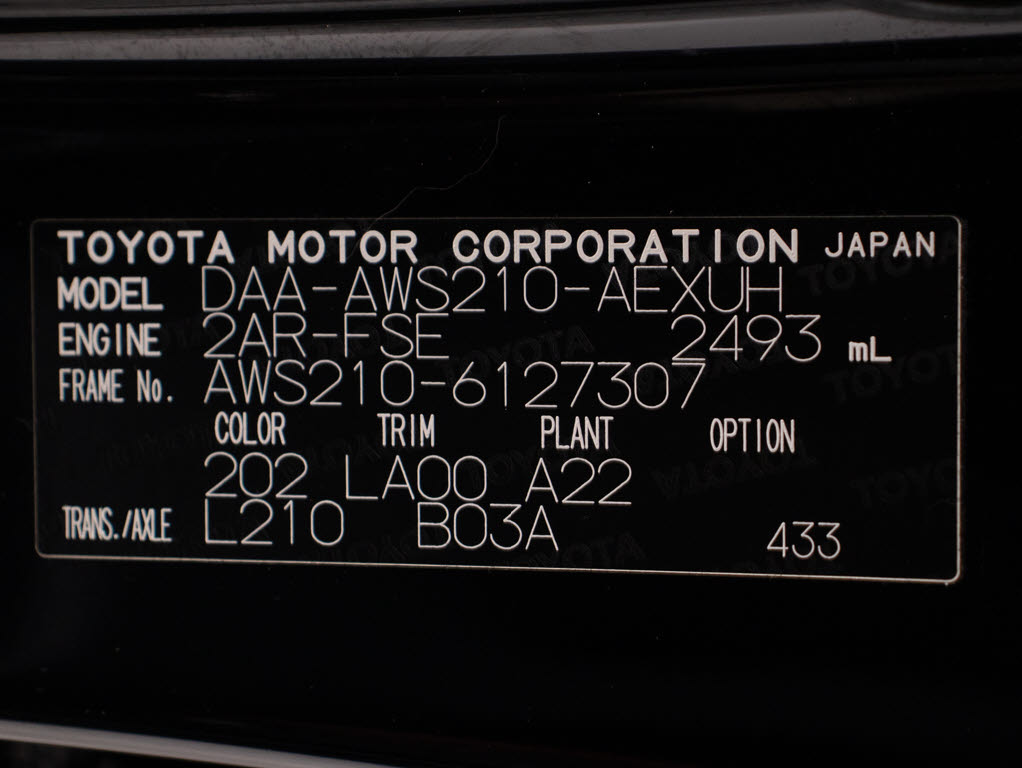 TOYOTA MOTOR CORPORATION JAPAN
MODEL DAA-AWS210-AEXUH
ENGINE 2AR-FSE 2493 mL
FRAME No. AWS210-6127307
COLOR TRIM PLANT OPTION
202 LA00 A22
TRANS./AXLE L210 B03A 433